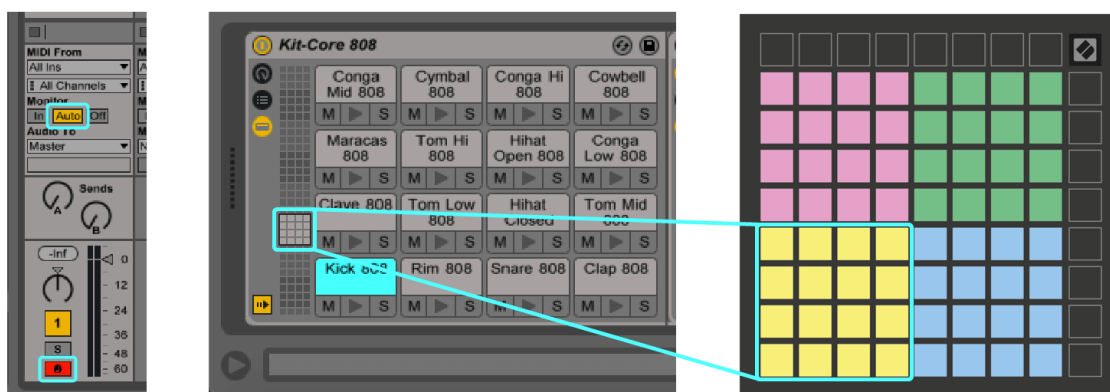 MIDI From
All Ins
All Channels
Monitor
In Auto Off
Audio To
Master
Sends
A
B
-Inf
0
12
24
36
48
60
1
S
Kit-Core 808
Conga Cymbal Conga Hi Cowbell
Mid 808 808 808 808
M S M S M S M S
Maracas Tom Hi Hihat Conga
808 808 Open 808 Low 808
M S M S M S M S
Clave 808 Tom Low Hihat Tom Mid
808 Closed 808
M S M S M S M S
Kick 808 Rim 808 Snare 808 Clap 808
M S M S M S M S